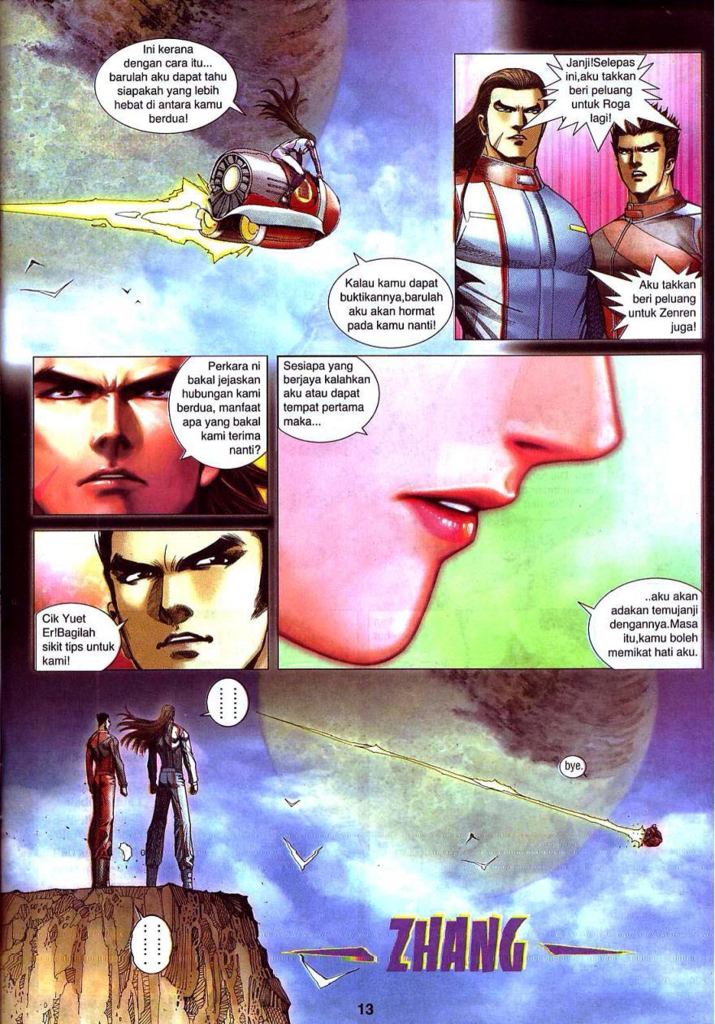 Ini kerana
dengan cara itu...
barulah aku dapat tahu
siapakah yang lebih
hebat di antara kamu
berdua!
Janji!Selepas
ini,aku takkan
beri peluang
untuk Roga
lagi!
Kalau kamu dapat
buktikannya,barulah
aku akan hormat
pada kamu nanti!
Aku takkan
beri peluang
untuk Zenren
juga!
Perkara ni
bakal jejaskan
hubungan kami
berdua, manfaat
apa yang bakal
kami terima
nanti?
Sesiapa yang
berjaya kalahkan
aku atau dapat
tempat pertama
maka...
Cik Yuet
Er!Bagilah
sikit tips untuk
kami!
..aku akan
adakan temujanji
dengannya.Masa
itu,kamu boleh
memikat hati aku.
bye.
ZHANG
13